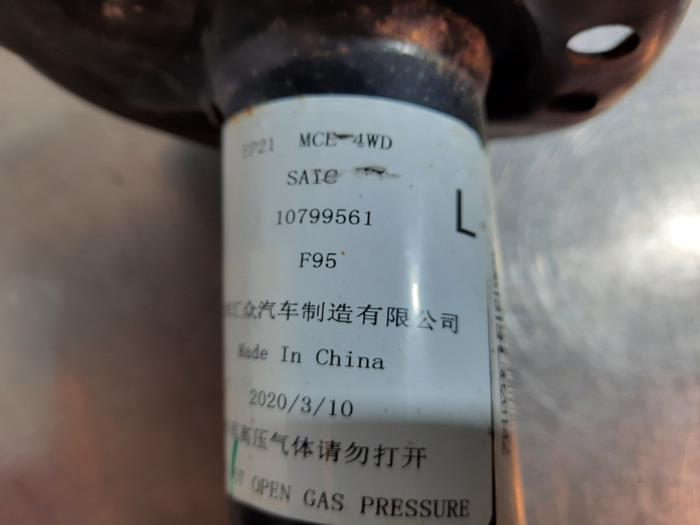 EP21 MCE-4WD
SAIC
10799561
L
F95
汇众汽车制造有限公司
Made In China
2020/3/10
高压气体请勿打开
OPEN GAS PRESSURE